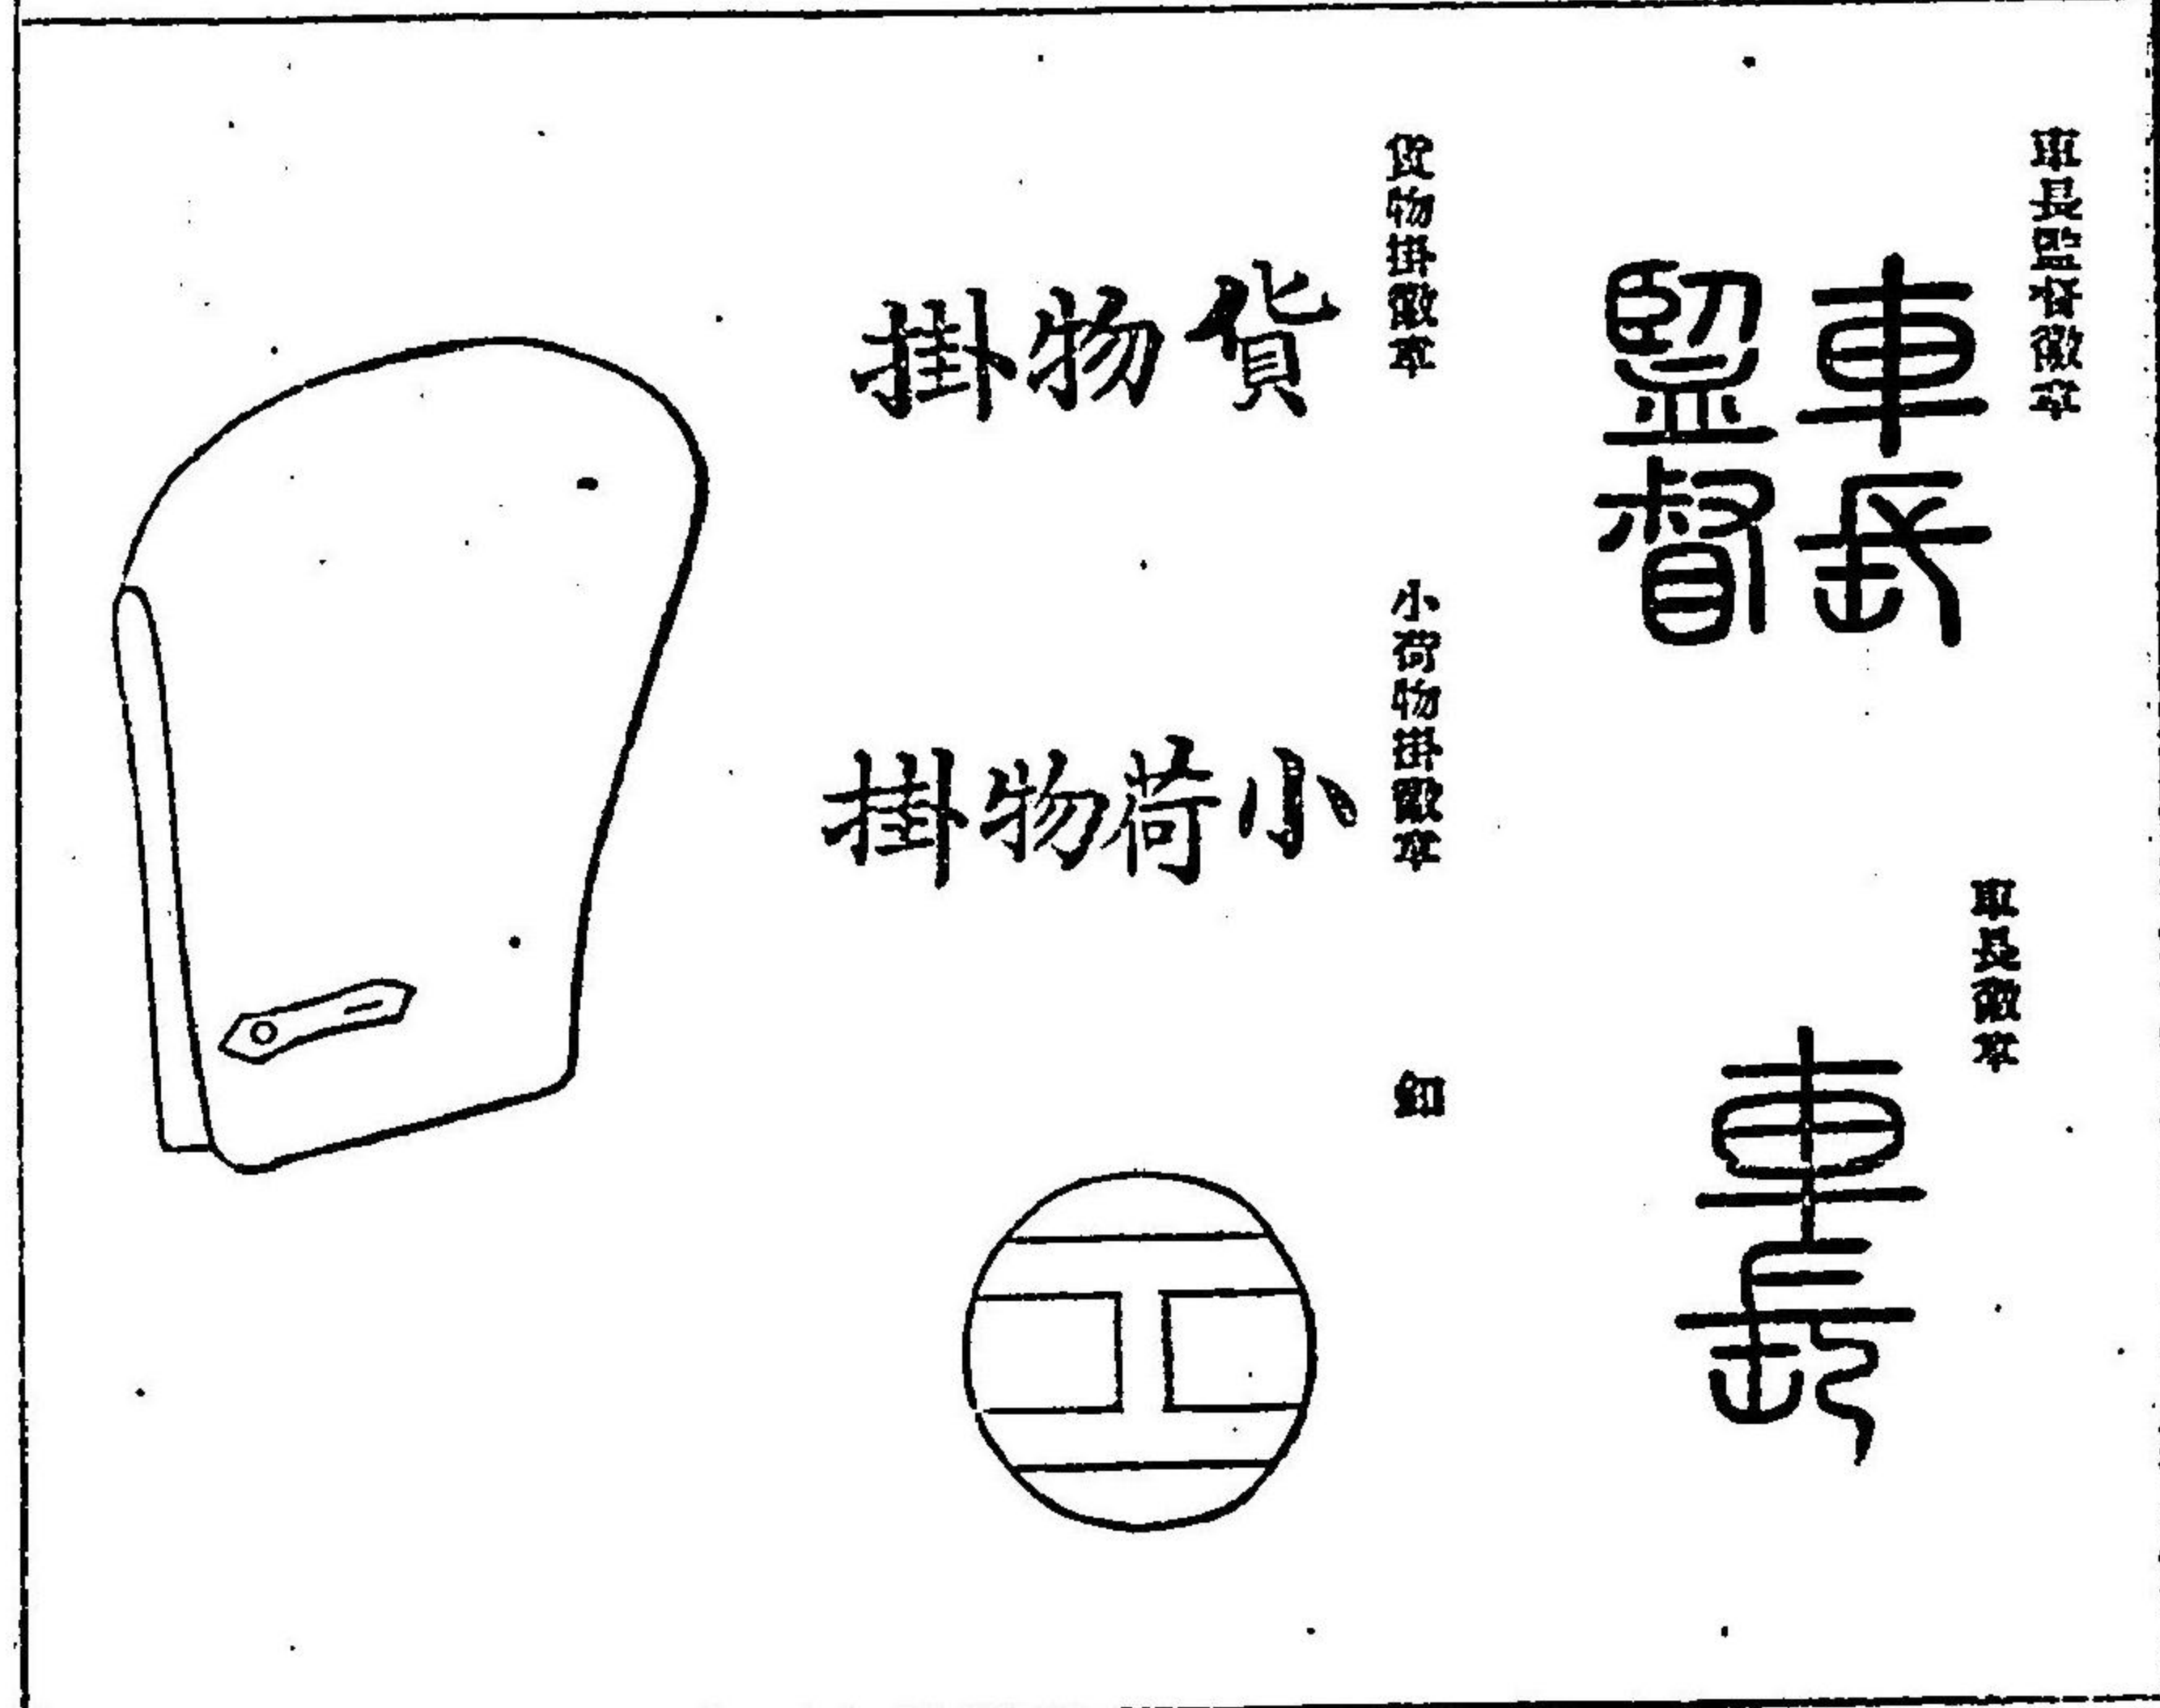 車長監督徽章
車長
監督
車長徽章
車長
貨物掛徽章
掛物貨
小荷物掛徽章
掛物荷小
釦